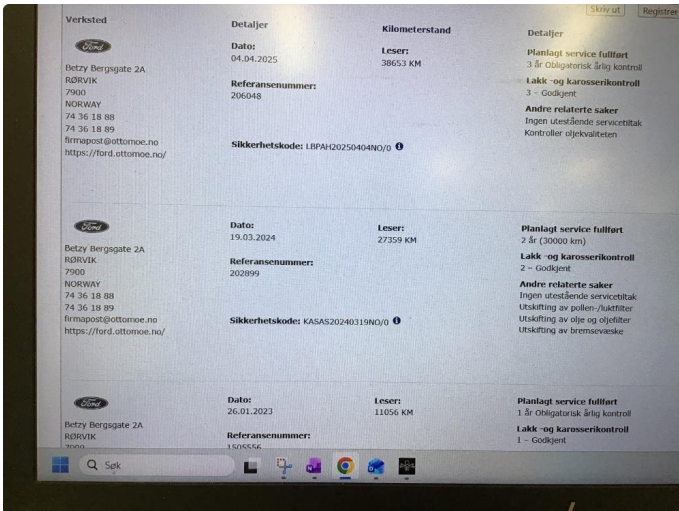 Skriv ut
Registrer
Verksted
Detaljer
Kilometerstand
Detaljer
Ford
Betzy Bergsgate 2A
RØRVIK
7900
NORWAY
74 36 18 88
74 36 18 89
firmapost@ottomoe.no
https://ford.ottomoe.no/
Dato:
04.04.2025
Referansenummer:
206048
Sikkerhetskode: LBPAH20250404NO/0
Leser:
38653 KM
Planlagt service fullført
3 år Obligatorisk årlig kontroll
Lakk -og karosserikontroll
3 - Godkjent
Andre relaterte saker
Ingen utestående servicetiltak
Kontroller oljekvaliteten
Ford
Betzy Bergsgate 2A
RØRVIK
7900
NORWAY
74 36 18 88
74 36 18 89
firmapost@ottomoe.no
https://ford.ottomoe.no/
Dato:
19.03.2024
Referansenummer:
202899
Sikkerhetskode: KASAS20240319NO/0
Leser:
27359 KM
Planlagt service fullført
2 år (30000 km)
Lakk -og karosserikontroll
2 - Godkjent
Andre relaterte saker
Ingen utestående servicetiltak
Utskifting av pollen-/luktfilter
Utskifting av olje og oljefilter
Utskifting av bremsevæske
Ford
Betzy Bergsgate 2A
RØRVIK
7900
Dato:
26.01.2023
Referansenummer:
1505556
Leser:
11056 KM
Planlagt service fullført
1 år Obligatorisk årlig kontroll
Lakk -og karosserikontroll
1 - Godkjent
Søk